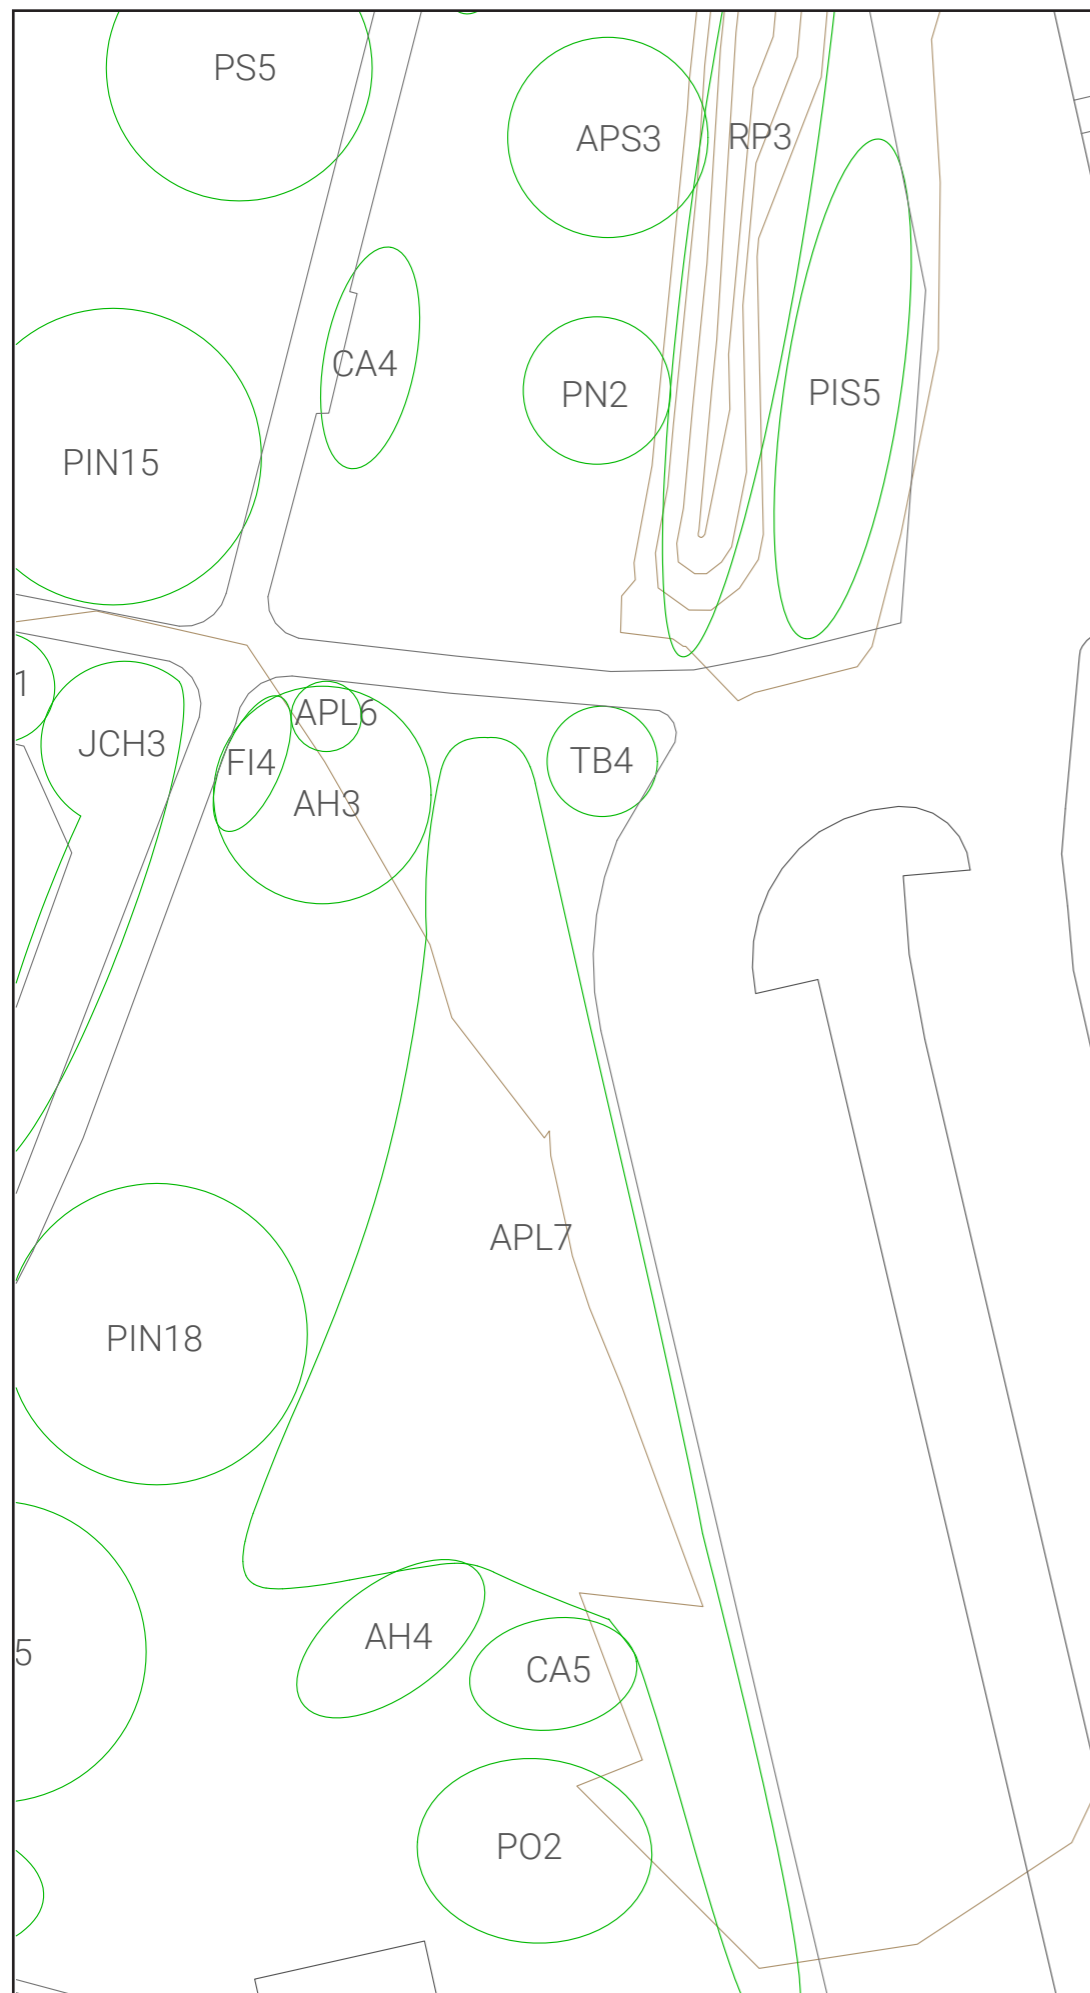 PS5
APS3
RP3
CA4
PN2
PIS5
PIN15
1
APL6
JCH3
FI4
TB4
AH3
APL7
PIN18
AH4
5
CA5
PO2